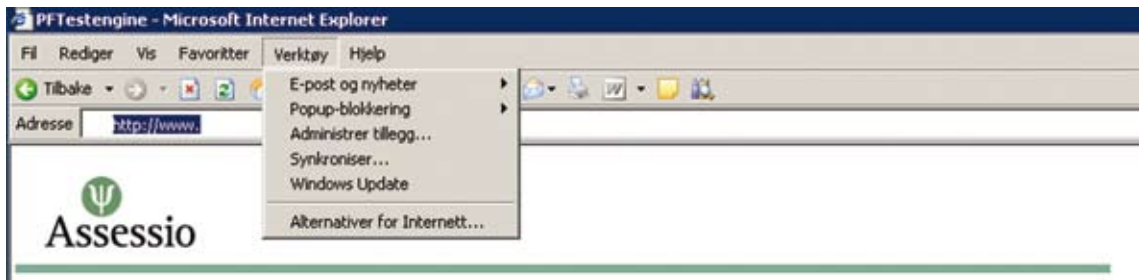 PFTestengine - Microsoft Internet Explorer
Fil Rediger Vis Favoritter Verktøy Hjelp
Tilbake
Adresse http://www.
E-post og nyheter
Popup-blokkering
Administrer tillegg...
Synkroniser...
Windows Update
Alternativer for Internett...
Assessio